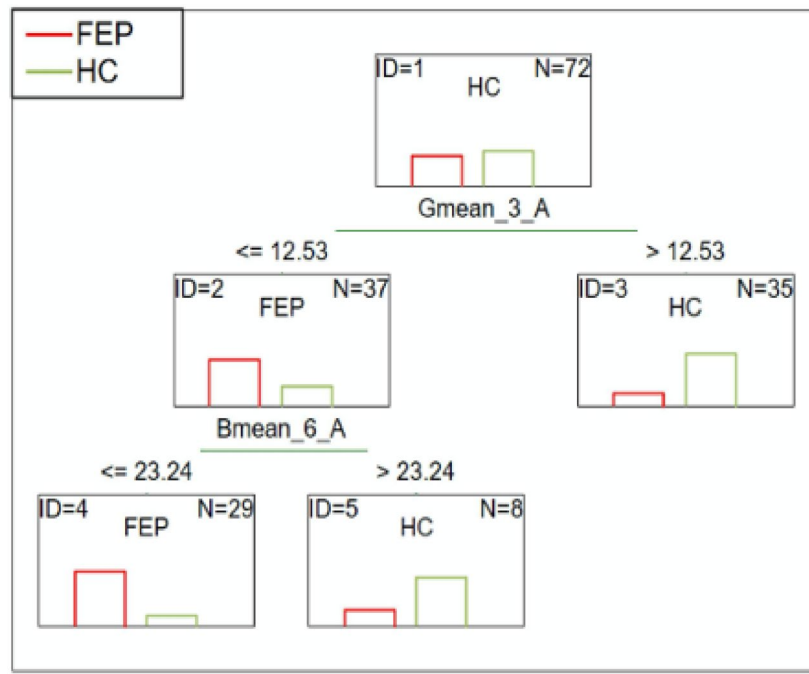 FEP
HC
ID=1 N=72
HC
Gmean_3_A
<= 12.53 > 12.53
ID=2 N=37
FEP
ID=3 N=35
HC
Bmean_6_A
<= 23.24 > 23.24
ID=4 N=29
FEP
ID=5 N=8
HC